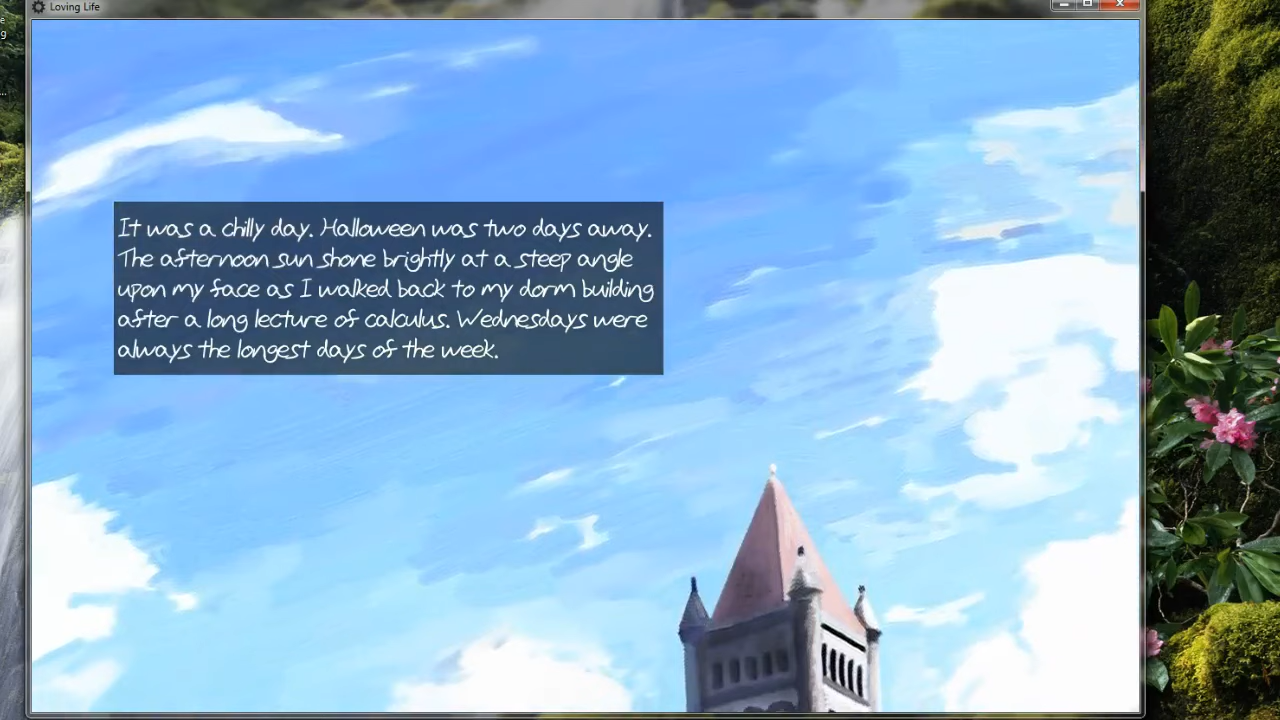 Loving Life
It was a chilly day. Halloween was two days away.
The afternoon sun shone brightly at a steep angle
upon my face as I walked back to my dorm building
after a long lecture of calculus. Wednesdays were
always the longest days of the week.